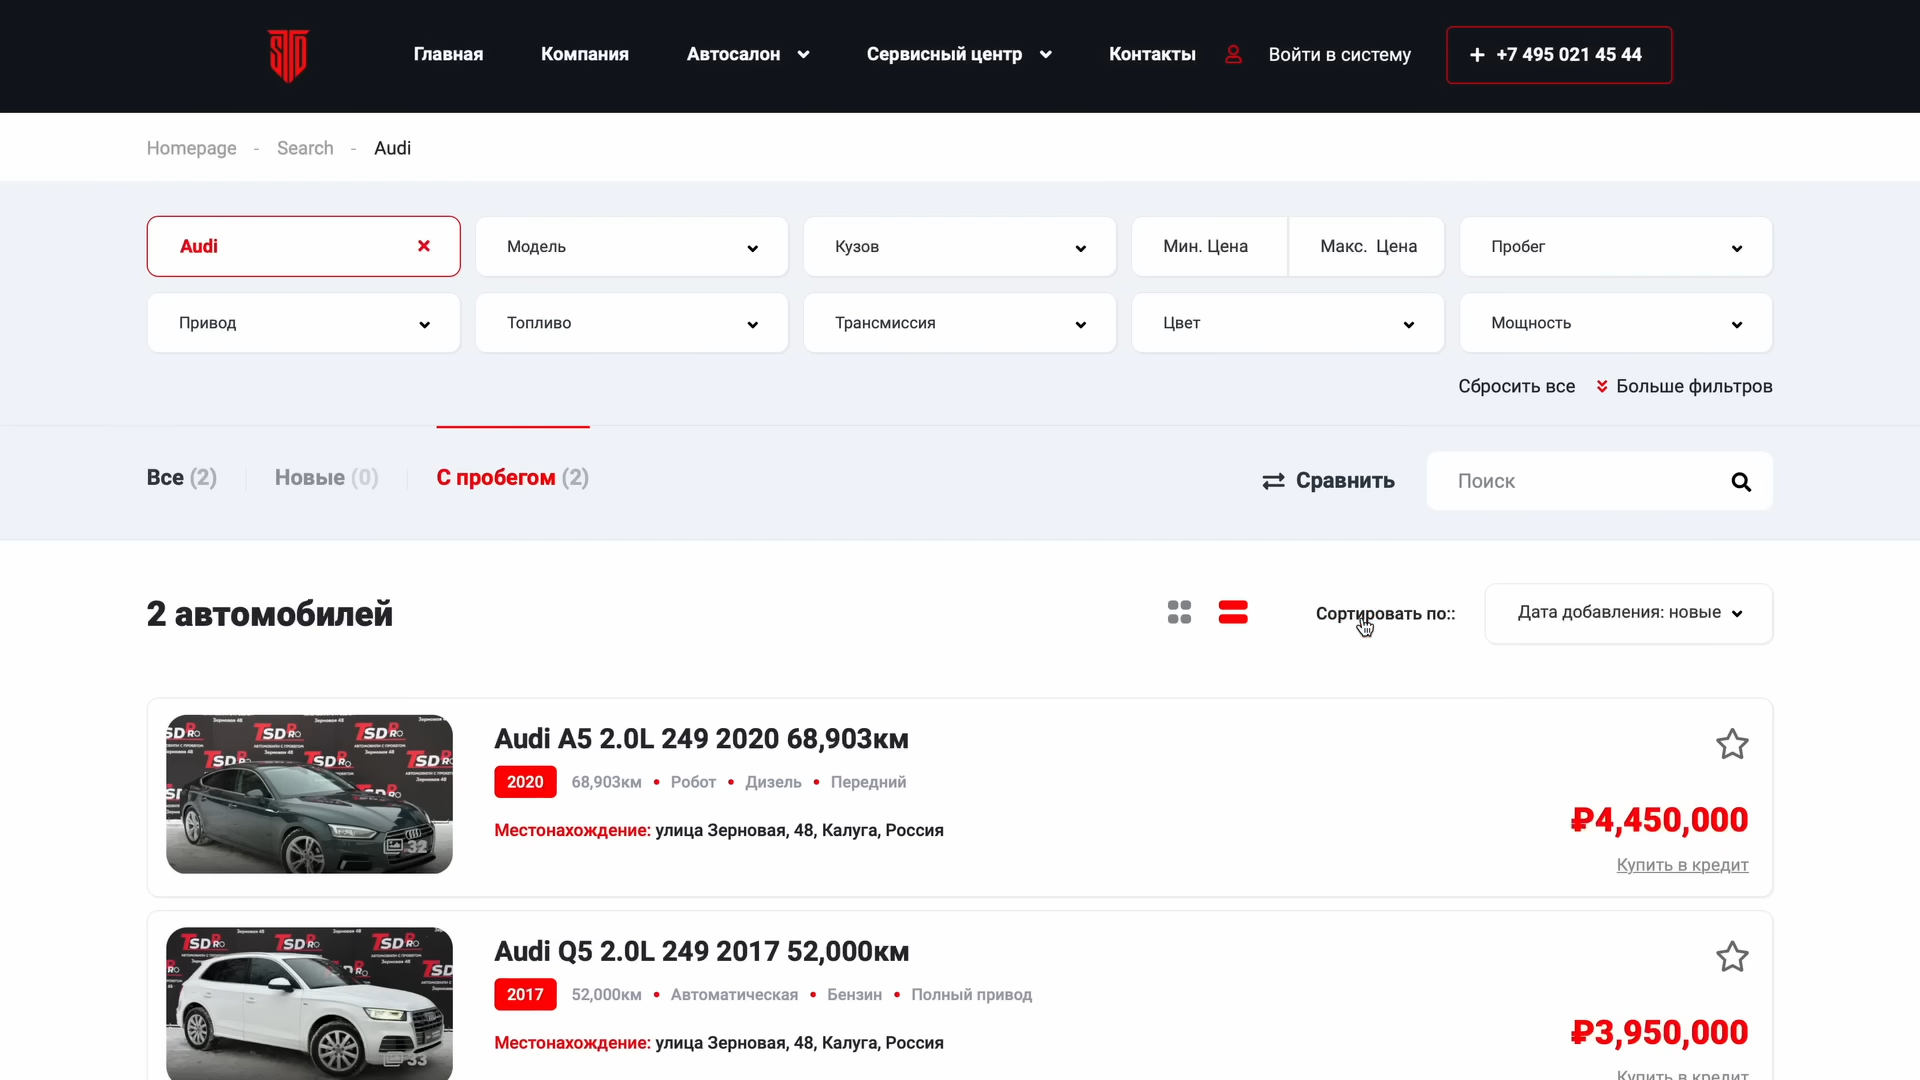 Главная
Компания
Автосалон
Сервисный центр
Контакты
Войти в систему
+ +7 495 021 45 44
Homepage - Search - Audi
Audi
Модель
Кузов
Мин. Цена
Макс. Цена
Пробег
Привод
Топливо
Трансмиссия
Цвет
Мощность
Сбросить все
Больше фильтров
Все (2)
Новые (0)
С пробегом (2)
Сравнить
Поиск
2 автомобилей
Сортировать по::
Дата добавления: новые
Audi A5 2.0L 249 2020 68,903км
2020 68,903км • Робот • Дизель • Передний
Местонахождение: улица Зерновая, 48, Калуга, Россия
₽4,450,000
Купить в кредит
32
Audi Q5 2.0L 249 2017 52,000км
2017 52,000км • Автоматическая • Бензин • Полный привод
Местонахождение: улица Зерновая, 48, Калуга, Россия
₽3,950,000
Купить в кредит
33